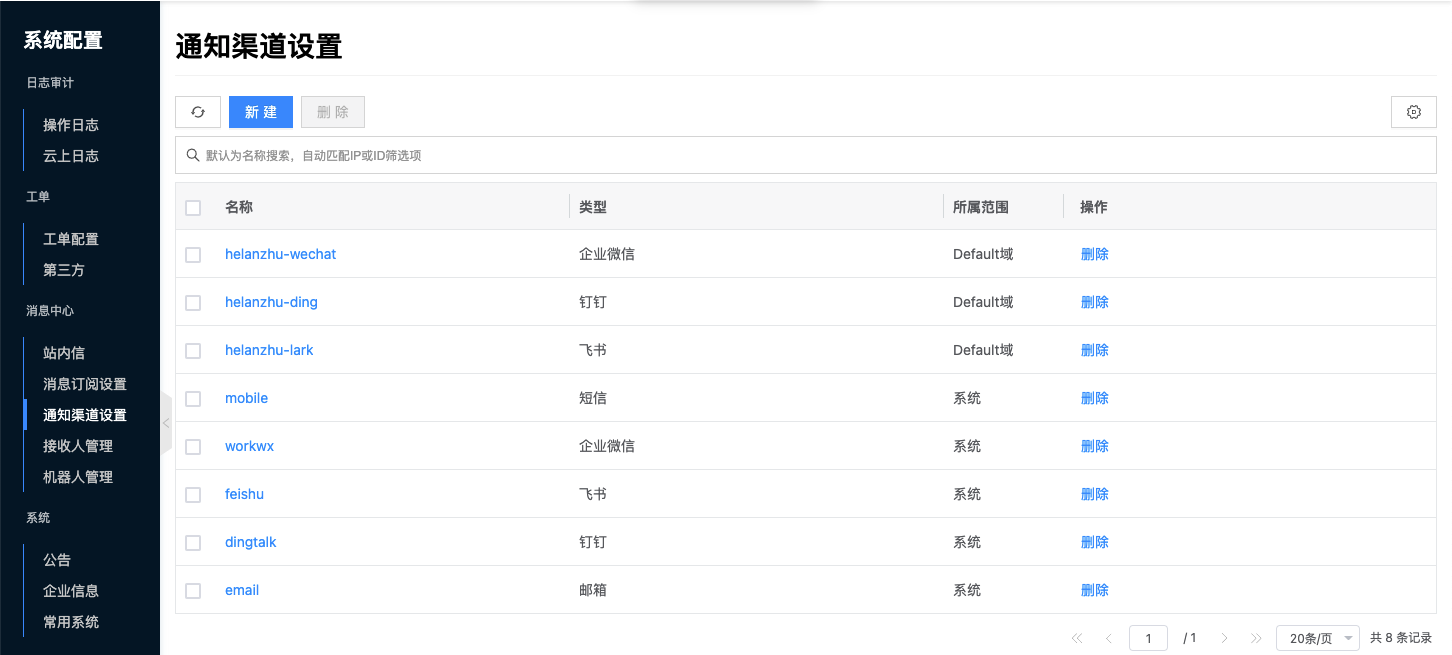 系统配置
日志审计
操作日志
云上日志
工单
工单配置
第三方
消息中心
站内信
消息订阅设置
通知渠道设置
接收人管理
机器人管理
系统
公告
企业信息
常用系统
通知渠道设置
新 建 删 除
默认为名称搜索，自动匹配IP或ID筛选项
名称 类型 所属范围 操作
helanzhu-wechat 企业微信 Default域 删除
helanzhu-ding 钉钉 Default域 删除
helanzhu-lark 飞书 Default域 删除
mobile 短信 系统 删除
workwx 企业微信 系统 删除
feishu 飞书 系统 删除
dingtalk 钉钉 系统 删除
email 邮箱 系统 删除
1 / 1 20条/页 共 8 条记录